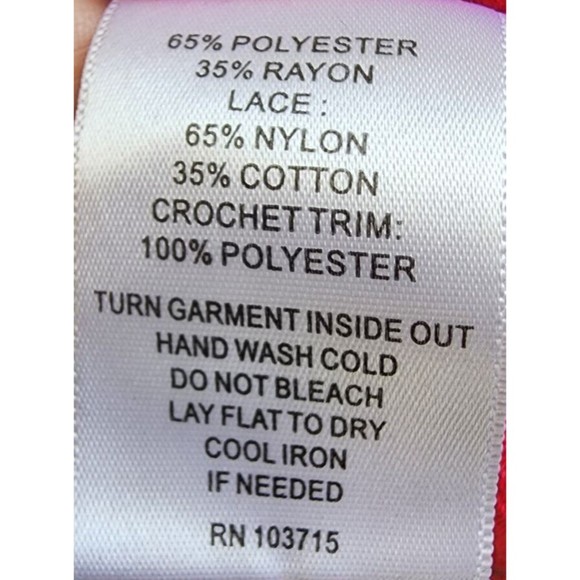 65% POLYESTER
35% RAYON
LACE :
65% NYLON
35% COTTON
CROCHET TRIM:
100% POLYESTER
TURN GARMENT INSIDE OUT
HAND WASH COLD
DO NOT BLEACH
LAY FLAT TO DRY
COOL IRON
IF NEEDED
RN 103715